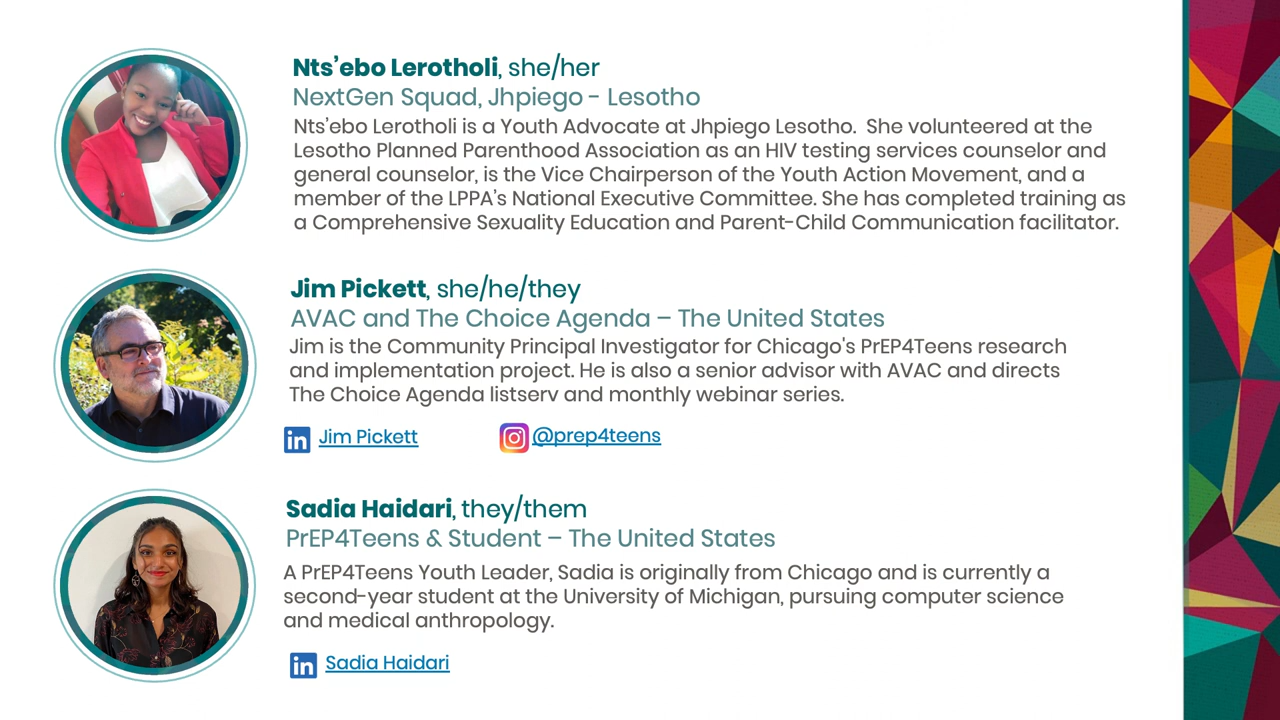 Nts'ebo Lerotholi, she/her
NextGen Squad, Jhpiego - Lesotho
Nts'ebo Lerotholi is a Youth Advocate at Jhpiego Lesotho.  She volunteered at the
Lesotho Planned Parenthood Association as an HIV testing services counselor and
general counselor, is the Vice Chairperson of the Youth Action Movement, and a
member of the LPPA's National Executive Committee. She has completed training as
a Comprehensive Sexuality Education and Parent-Child Communication facilitator.
Jim Pickett, she/he/they
AVAC and The Choice Agenda – The United States
Jim is the Community Principal Investigator for Chicago's PrEP4Teens research
and implementation project. He is also a senior advisor with AVAC and directs
The Choice Agenda listserv and monthly webinar series.
in Jim Pickett @prep4teens
Sadia Haidari, they/them
PrEP4Teens & Student – The United States
A PrEP4Teens Youth Leader, Sadia is originally from Chicago and is currently a
second-year student at the University of Michigan, pursuing computer science
and medical anthropology.
in Sadia Haidari